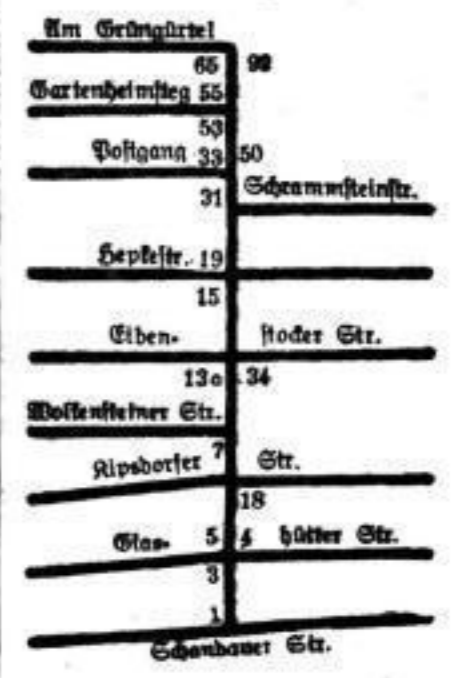 Am Grüngürtel
65 92
Gartenheimsteg 55
53
Postgang 33 50
31 Schrammsteinstr.
Hepkestr. 19
15
Eiben- stocker Str.
13a 34
Wolkensteiner Str.
7
Kipsdorfer Str.
18
Glas- 5 4 hütter Str.
3
1
Schandauer Str.